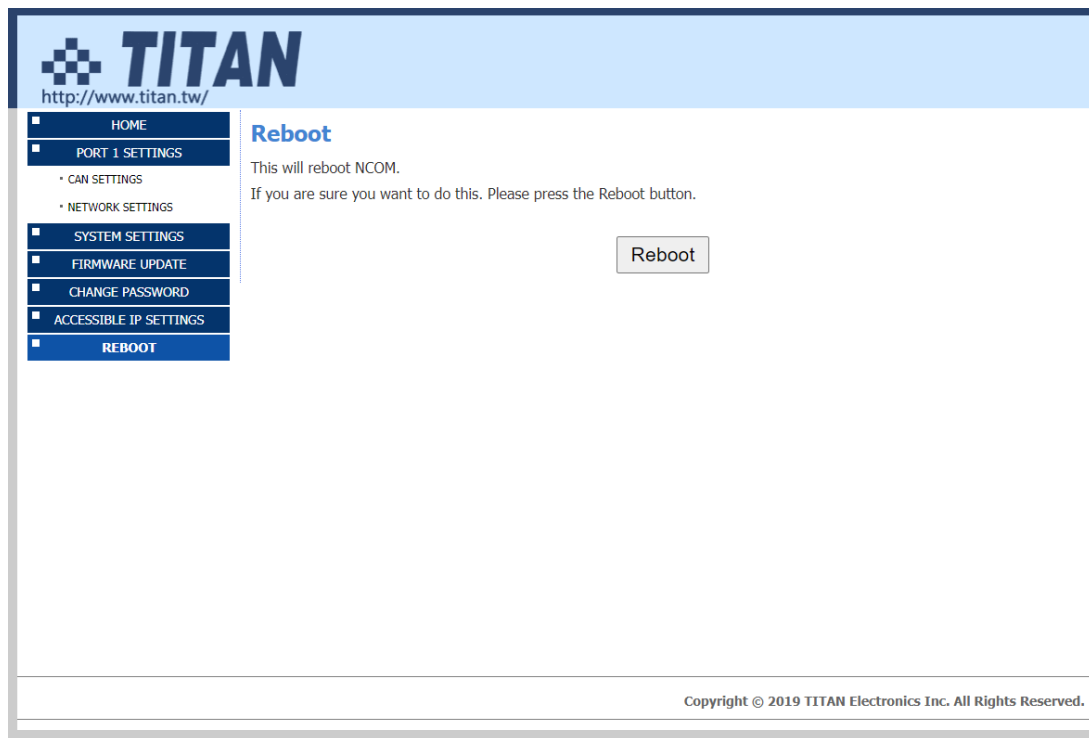 TITAN
http://www.titan.tw/
HOME
PORT 1 SETTINGS
CAN SETTINGS
NETWORK SETTINGS
SYSTEM SETTINGS
FIRMWARE UPDATE
CHANGE PASSWORD
ACCESSIBLE IP SETTINGS
REBOOT
Reboot
This will reboot NCOM.
If you are sure you want to do this. Please press the Reboot button.
Reboot
Copyright © 2019 TITAN Electronics Inc. All Rights Reserved.